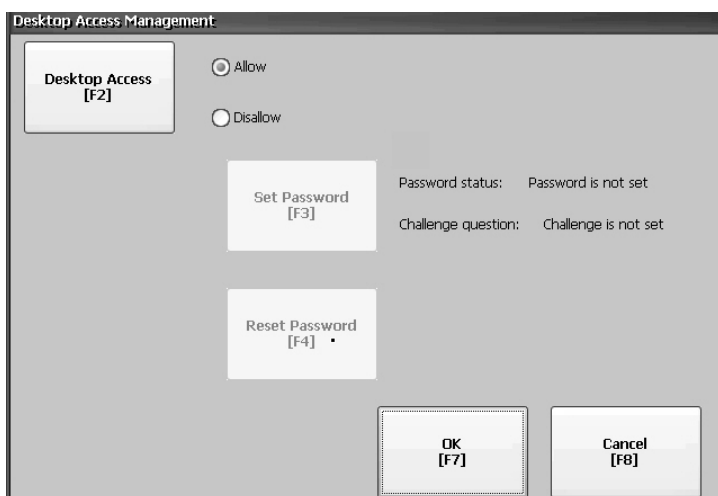 Desktop Access Management
Desktop Access
[F2]
Allow
Disallow
Set Password
[F3]
Password status: Password is not set
Challenge question: Challenge is not set
Reset Password
[F4]
OK
[F7]
Cancel
[F8]